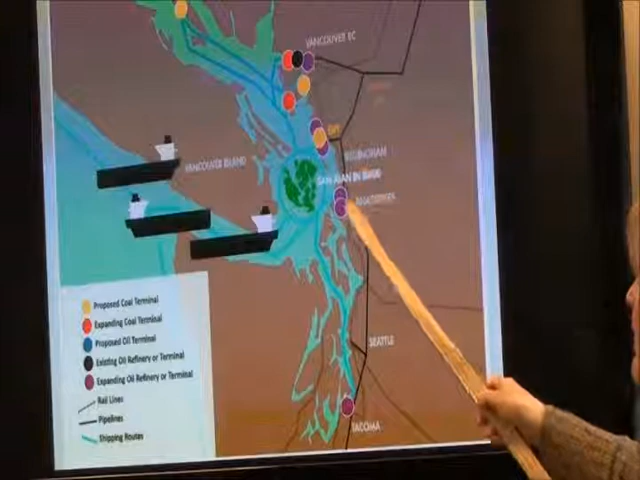 VANCOUVER BC
VANCOUVER ISLAND
BELLINGHAM
SAN JUAN ISLANDS
ANACORTES
SEATTLE
TACOMA
Proposed Coal Terminal
Expanding Coal Terminal
Proposed Oil Terminal
Existing Oil Refinery or Terminal
Expanding Oil Refinery or Terminal
Rail Lines
Pipelines
Shipping Routes